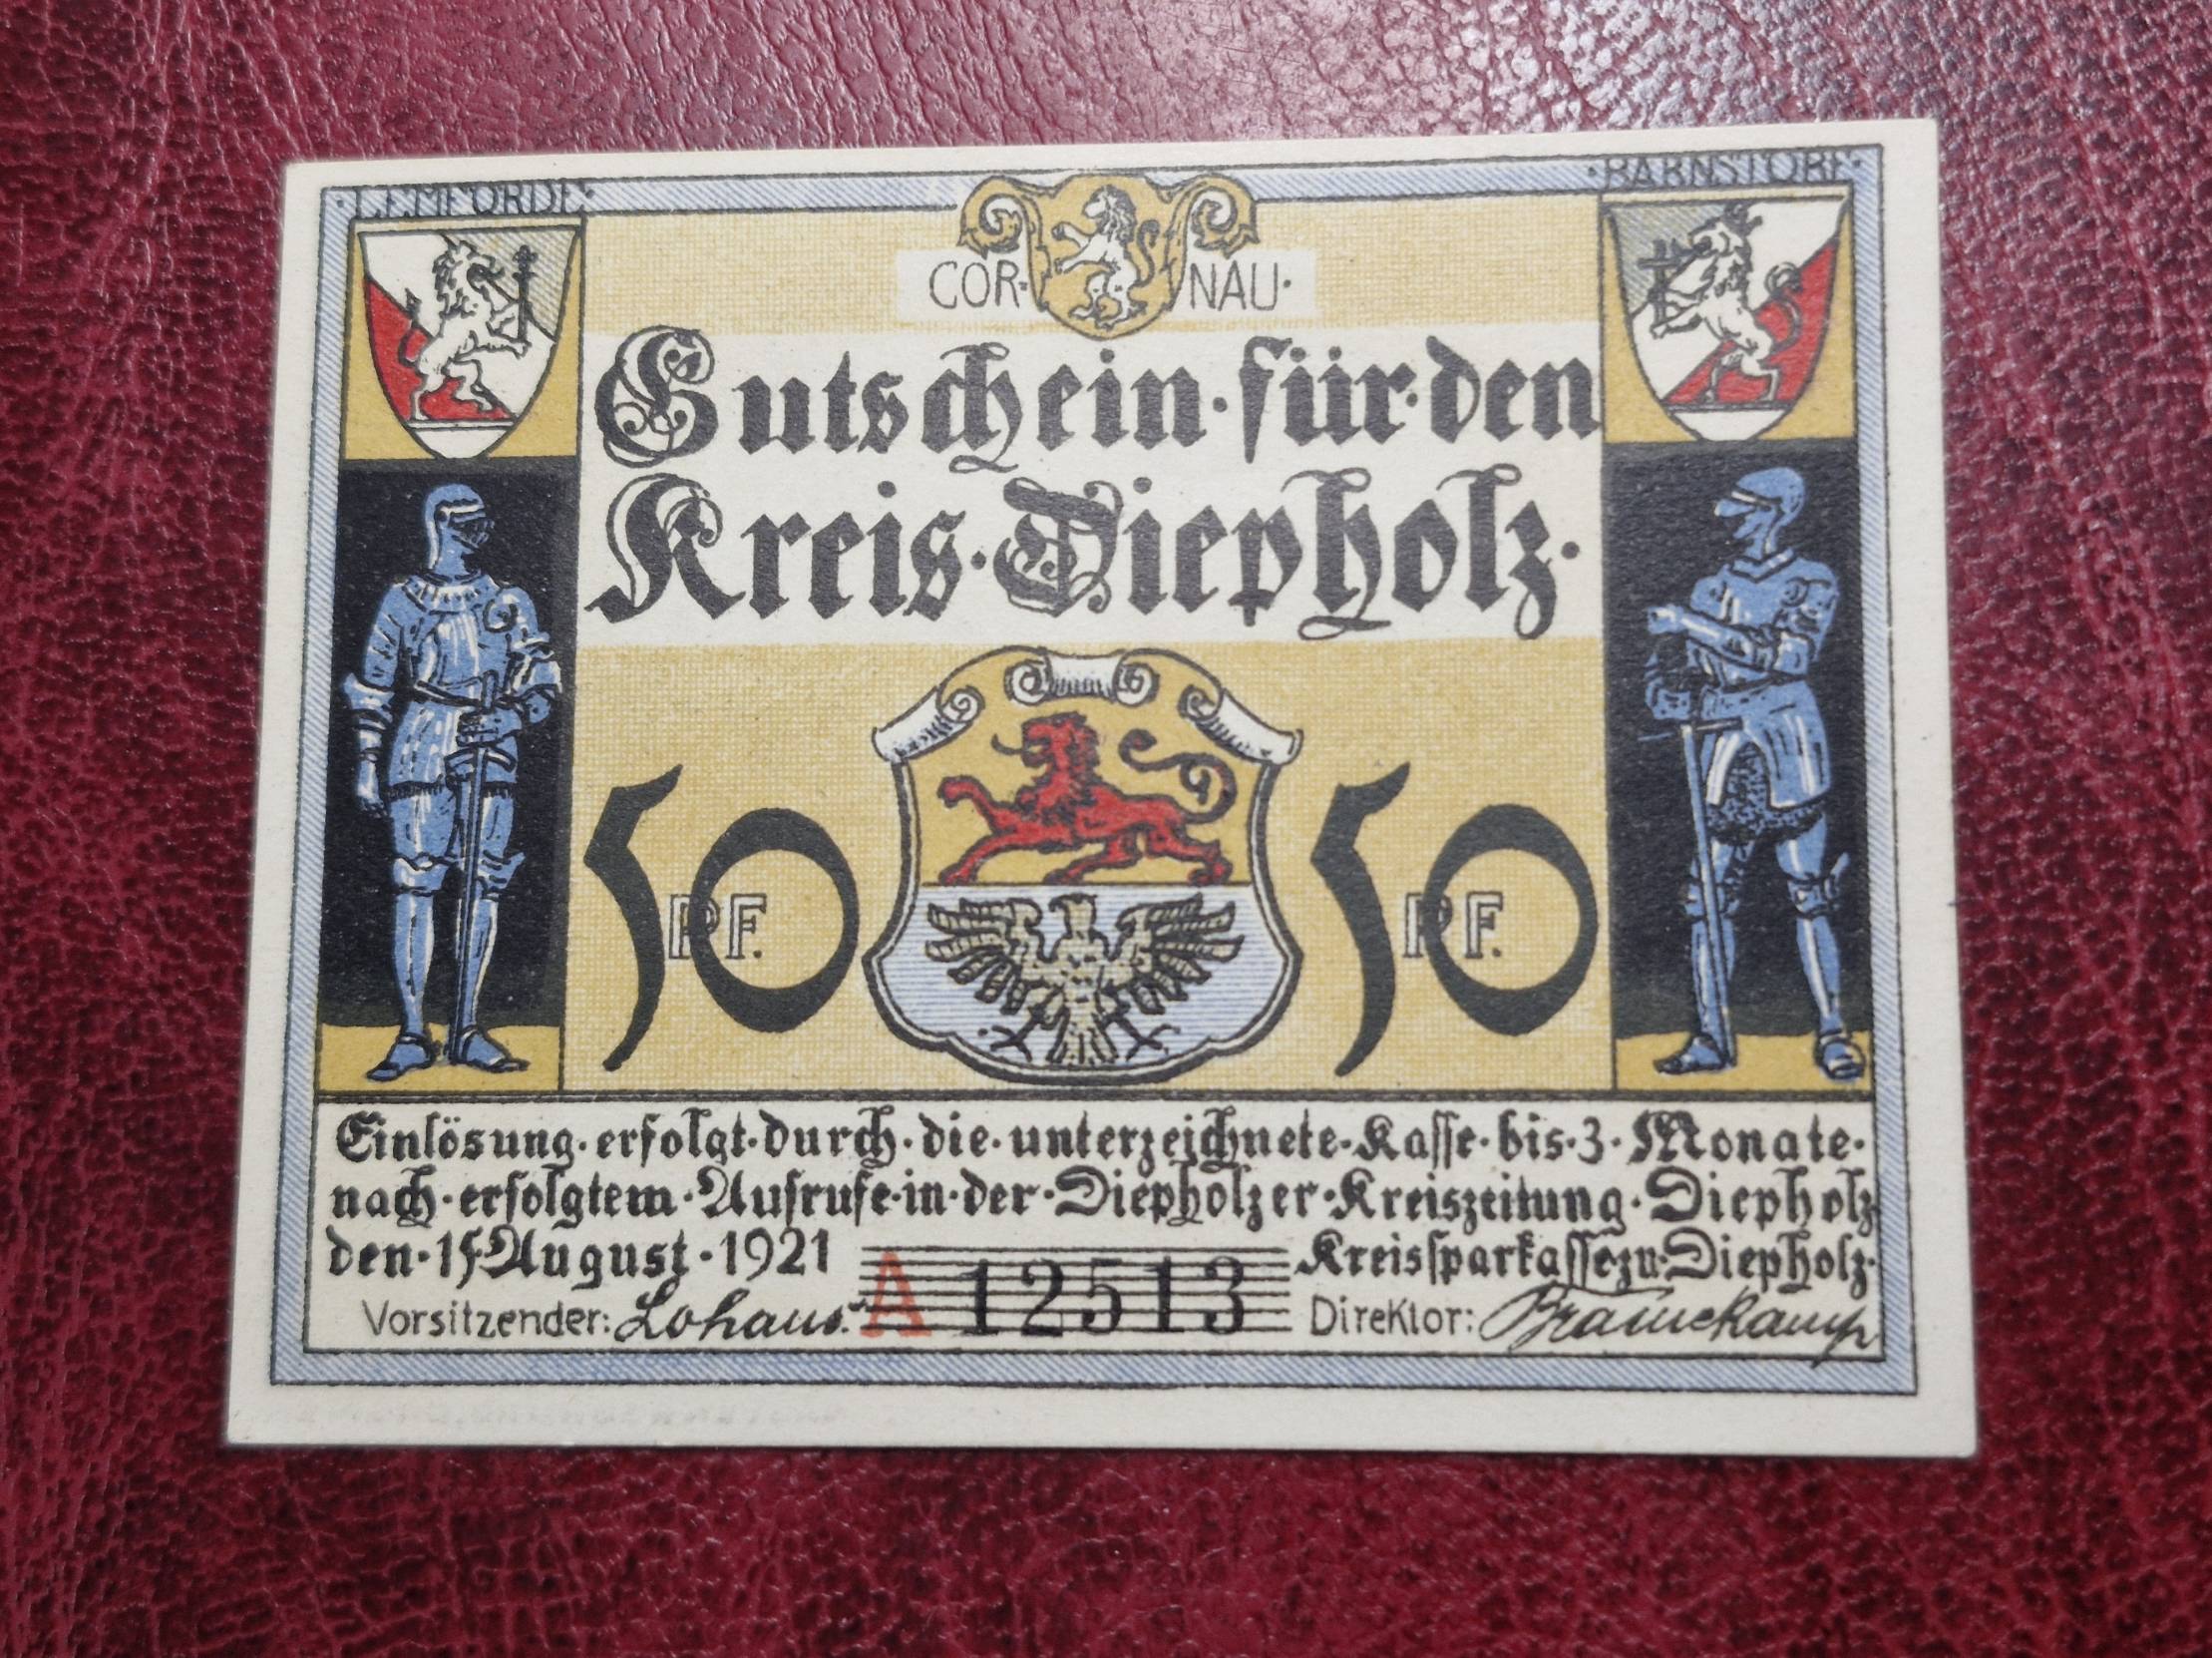 ·LEMFÖRDE·
·BARNSTORF·
COR· NAU·
Gutschein·für·den
Kreis·Diepholz·
50 PF. 50 PF.
Einlösung·erfolgt·durch·die·unterzeichnete·Kasse·bis·3·Monate·
nach·erfolgtem·Aufrufe·in·der·Diepholzer·Kreiszeitung·Diepholz
den·15·August·1921
Kreissparkasse zu·Diepholz·
Vorsitzender: Lohaus.
A 12513
Direktor: Bramekamp